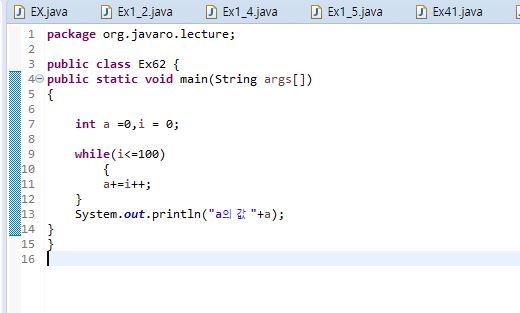 EX.java Ex1_2.java Ex1_4.java Ex1_5.java Ex41.java
1 package org.javaro.lecture;
2
3 public class Ex62 {
4 public static void main(String args[])
5 {
6
7 int a =0,i = 0;
8
9 while(i<=100)
10 {
11 a+=i++;
12 }
13 System.out.println("a의 값 "+a);
14 }
15 }
16